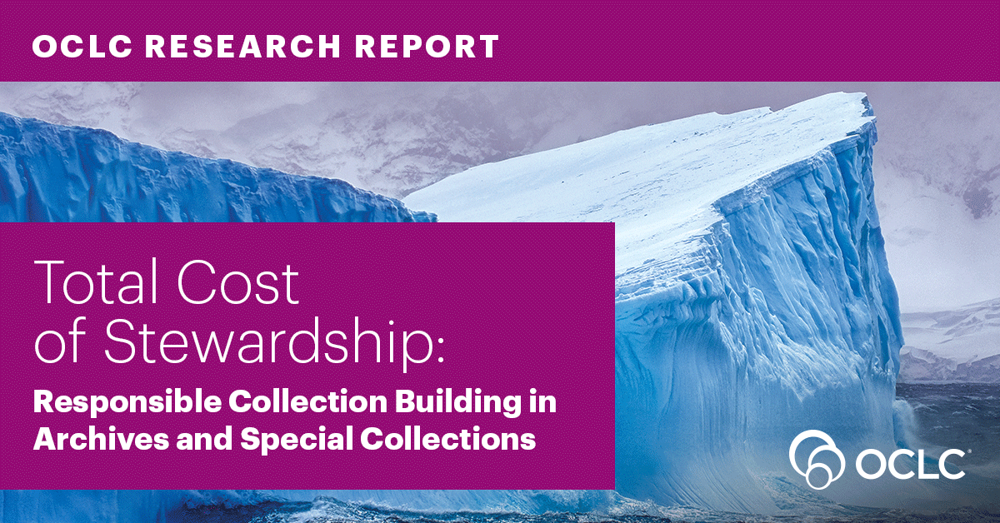 OCLC RESEARCH REPORT
Total Cost
of Stewardship:
Responsible Collection Building in
Archives and Special Collections
OCLC®